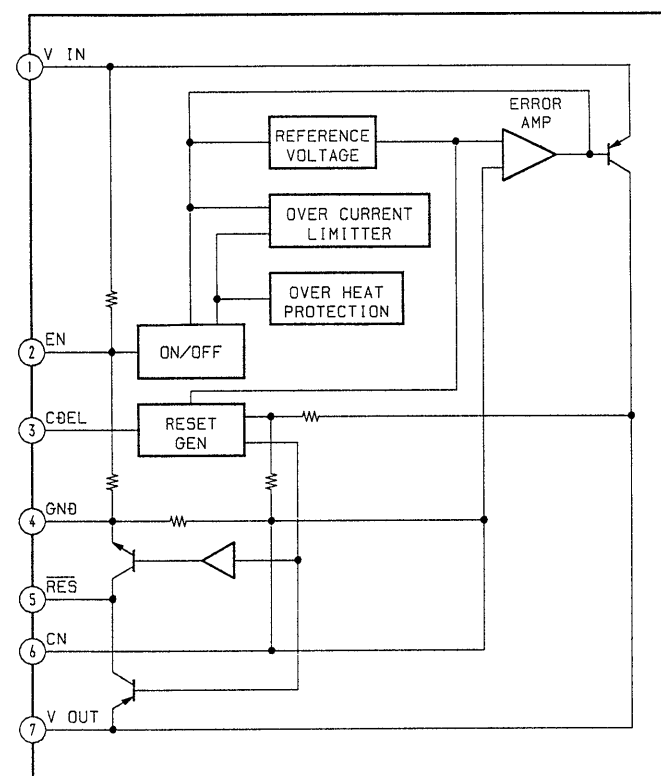 1 V IN
ERROR
AMP
REFERENCE
VOLTAGE
OVER CURRENT
LIMITTER
OVER HEAT
PROTECTION
2 EN
ON/OFF
3 CDEL
RESET
GEN
4 GND
5 RES
6 CN
7 V OUT